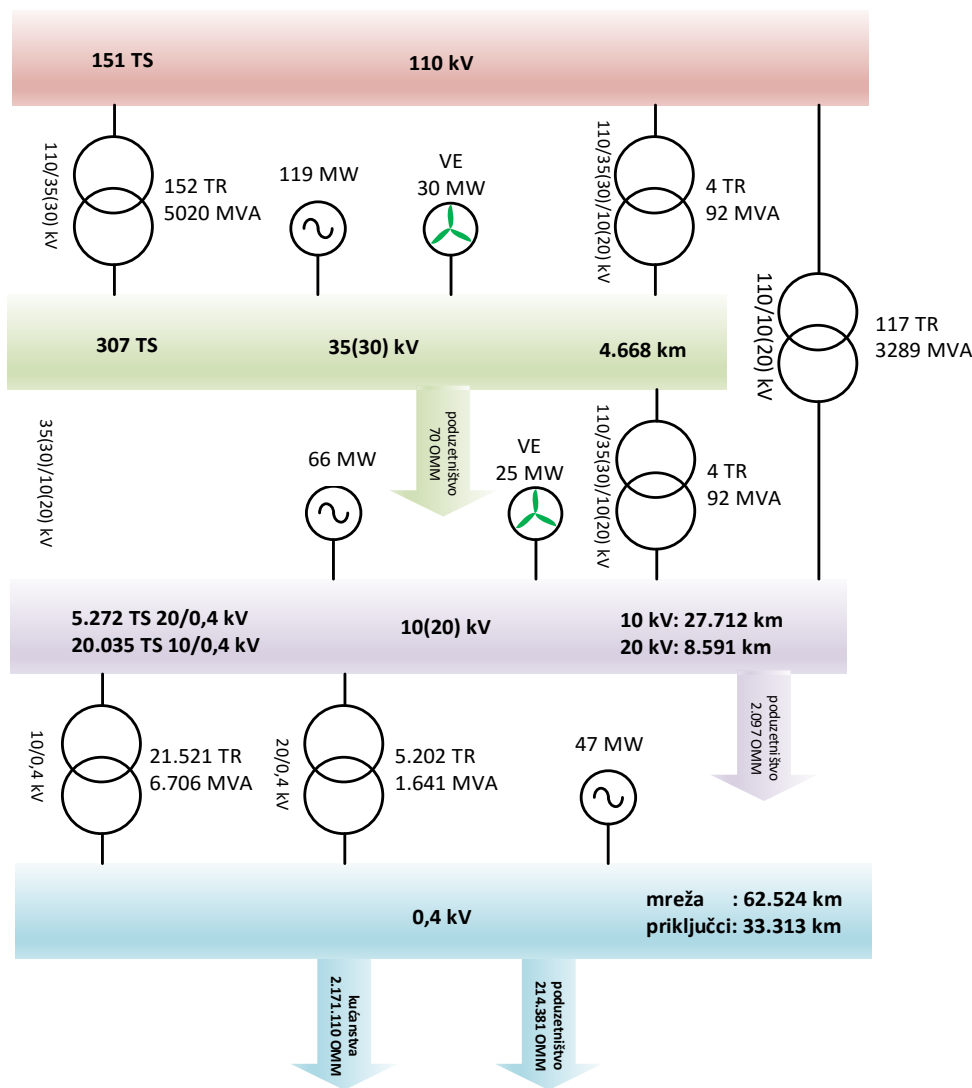 151 TS
110 kV
110/35(30) kV
152 TR
5020 MVA
119 MW
VE
30 MW
110/35(30)/10(20) kV
4 TR
92 MVA
110/10(20) kV
117 TR
3289 MVA
307 TS
35(30) kV
4.668 km
35(30)/10(20) kV
poduzetništvo
70 OMM
66 MW
VE
25 MW
110/35(30)/10(20) kV
4 TR
92 MVA
5.272 TS 20/0,4 kV
20.035 TS 10/0,4 kV
10(20) kV
10 kV: 27.712 km
20 kV: 8.591 km
poduzetništvo
2.097 OMM
10/0,4 kV
21.521 TR
6.706 MVA
20/0,4 kV
5.202 TR
1.641 MVA
47 MW
0,4 kV
mreža : 62.524 km
priključci: 33.313 km
kućanstva
2.171.110 OMM
poduzetništvo
214.381 OMM